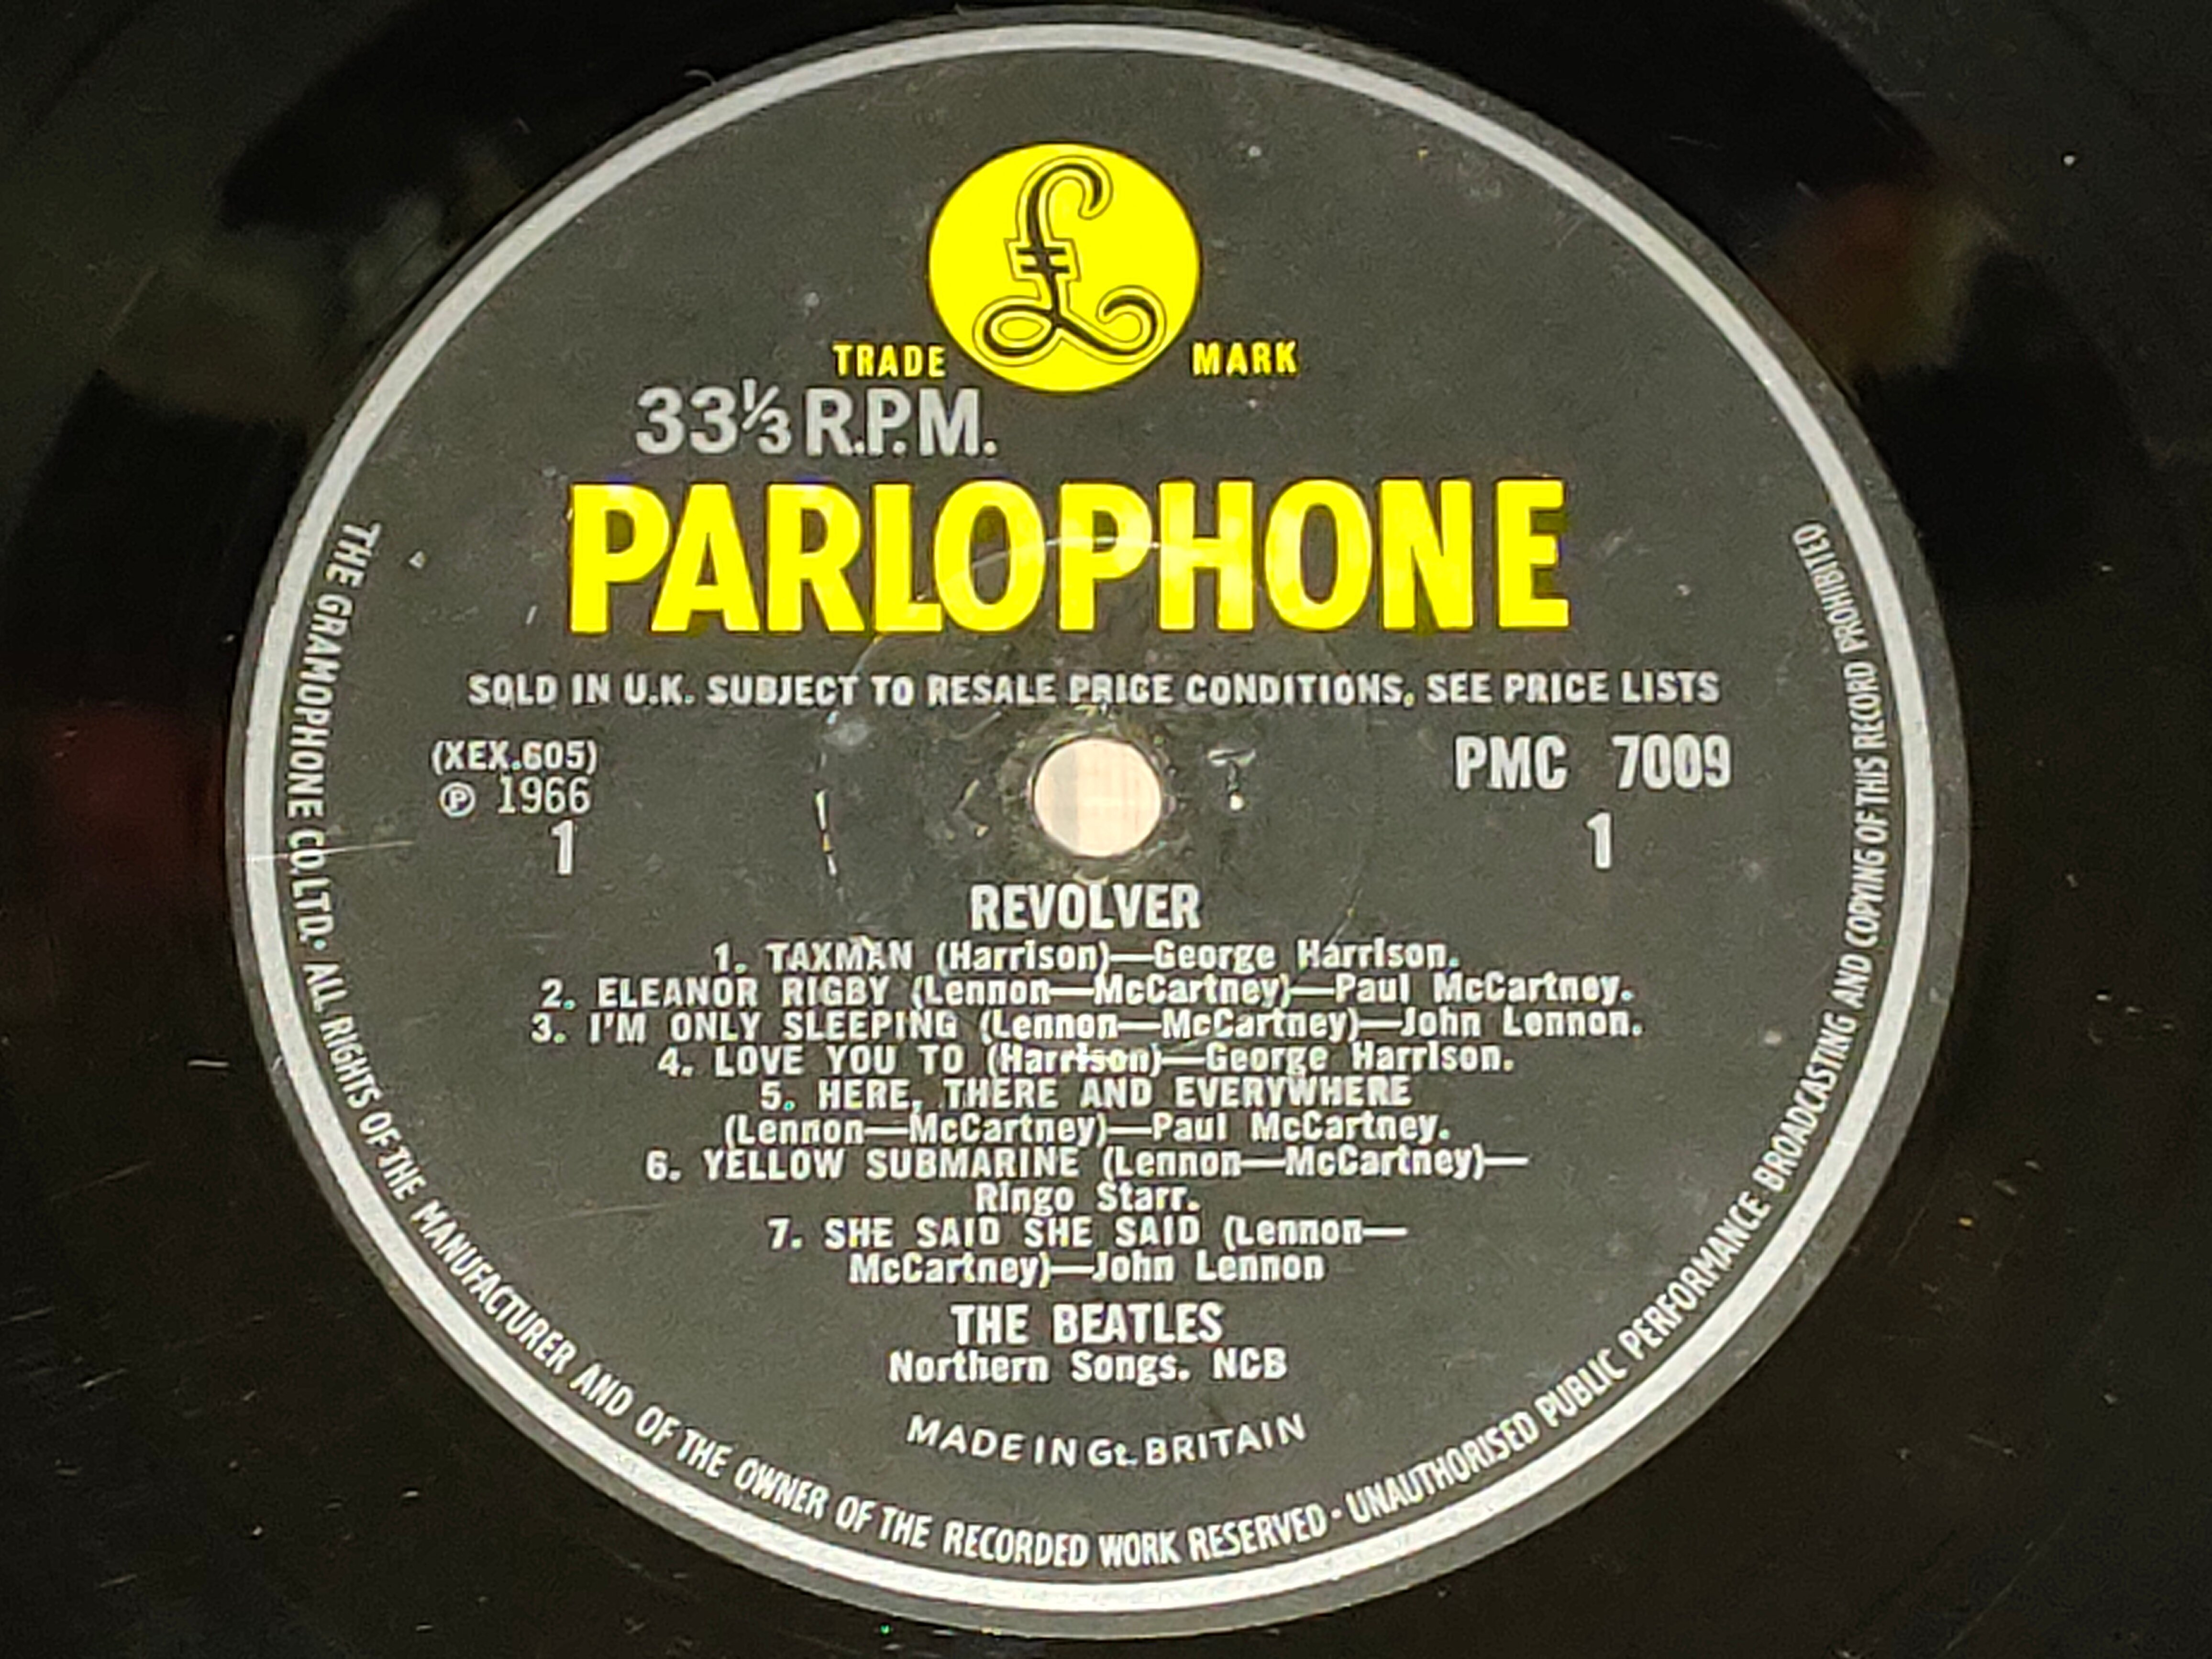 £
TRADE MARK
33⅓ R.P.M.
PARLOPHONE
SOLD IN U.K. SUBJECT TO RESALE PRICE CONDITIONS, SEE PRICE LISTS
(XEX.605)
℗ 1966
1
PMC 7009
1
REVOLVER
1. TAXMAN (Harrison)—George Harrison.
2. ELEANOR RIGBY (Lennon—McCartney)—Paul McCartney.
3. I'M ONLY SLEEPING (Lennon—McCartney)—John Lennon.
4. LOVE YOU TO (Harrison)—George Harrison.
5. HERE, THERE AND EVERYWHERE
(Lennon—McCartney)—Paul McCartney.
6. YELLOW SUBMARINE (Lennon—McCartney)—
Ringo Starr.
7. SHE SAID SHE SAID (Lennon—
McCartney)—John Lennon
THE BEATLES
Northern Songs. NCB
MADE IN Gt. BRITAIN
THE GRAMOPHONE CO. LTD. · ALL RIGHTS OF THE MANUFACTURER AND OF THE OWNER OF THE RECORDED WORK RESERVED · UNAUTHORISED PUBLIC PERFORMANCE BROADCASTING AND COPYING OF THIS RECORD PROHIBITED